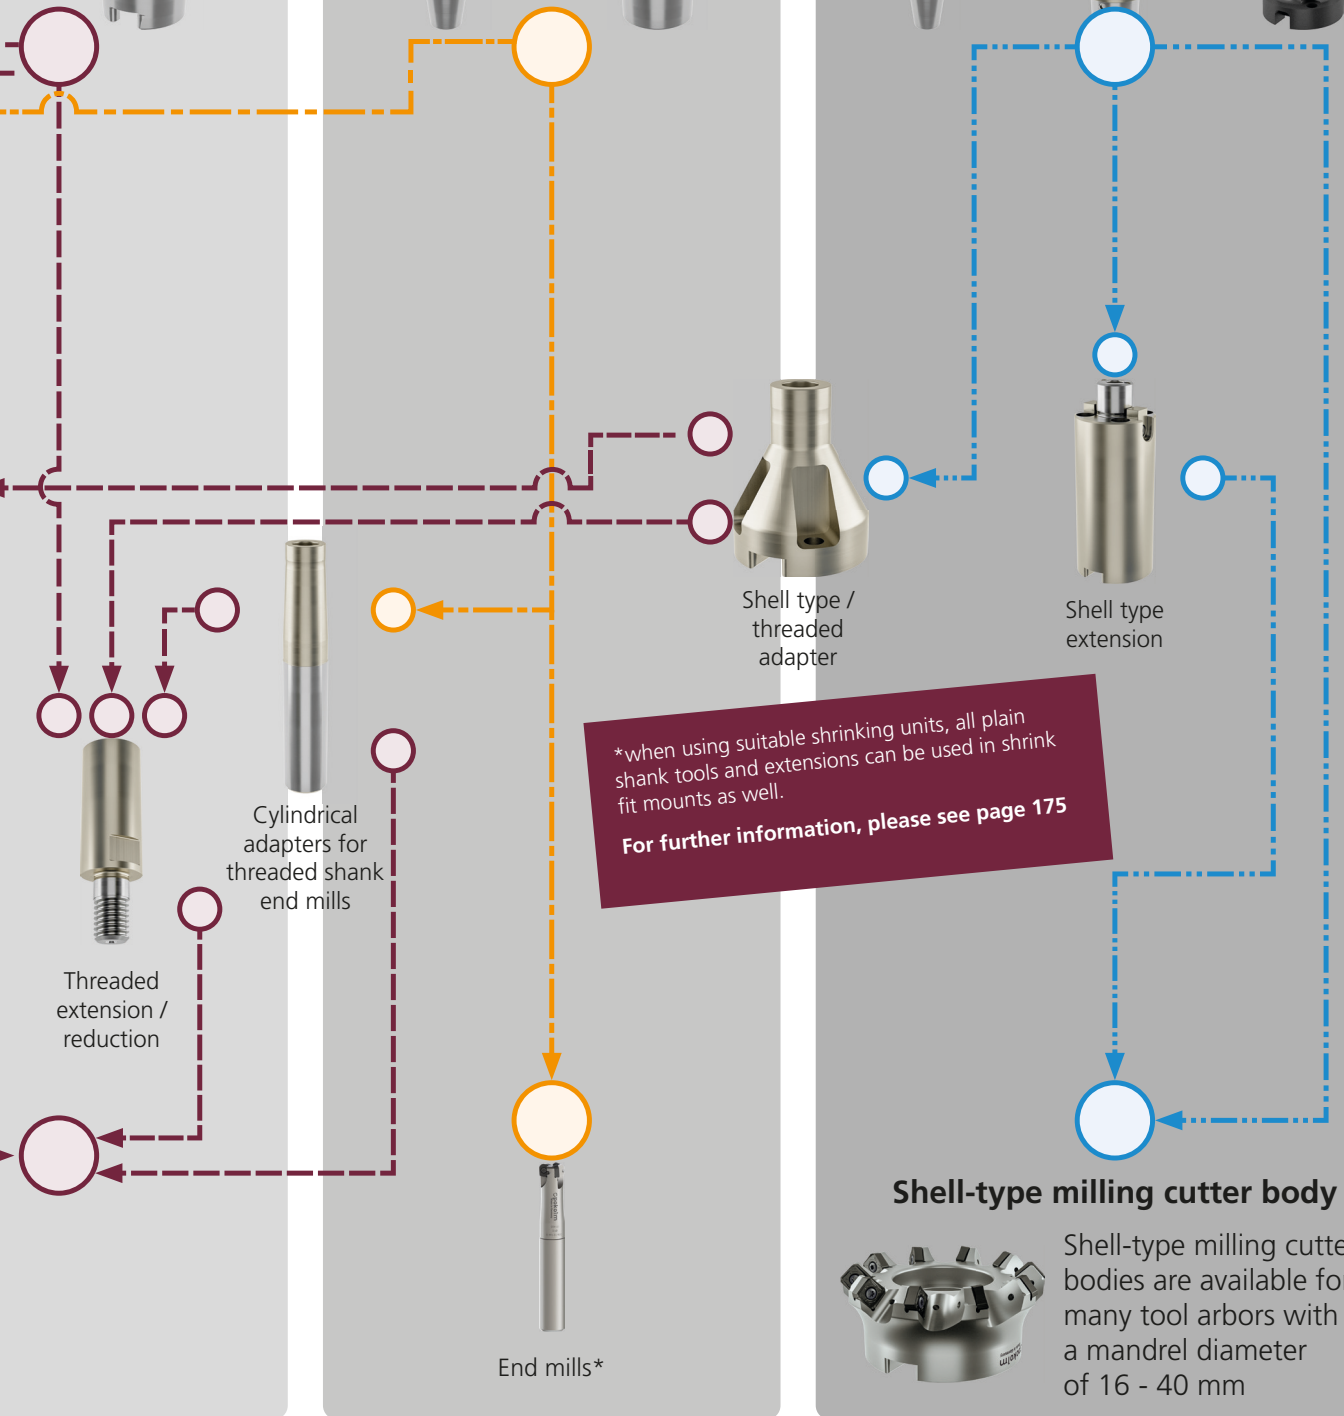 Shell type /
threaded
adapter
Shell type
extension
*when using suitable shrinking units, all plain
shank tools and extensions can be used in shrink
fit mounts as well.
For further information, please see page 175
Cylindrical
adapters for
threaded shank
end mills
Threaded
extension /
reduction
End mills*
Shell-type milling cutter body
Shell-type milling cutte
bodies are available for
many tool arbors with
a mandrel diameter
of 16 - 40 mm